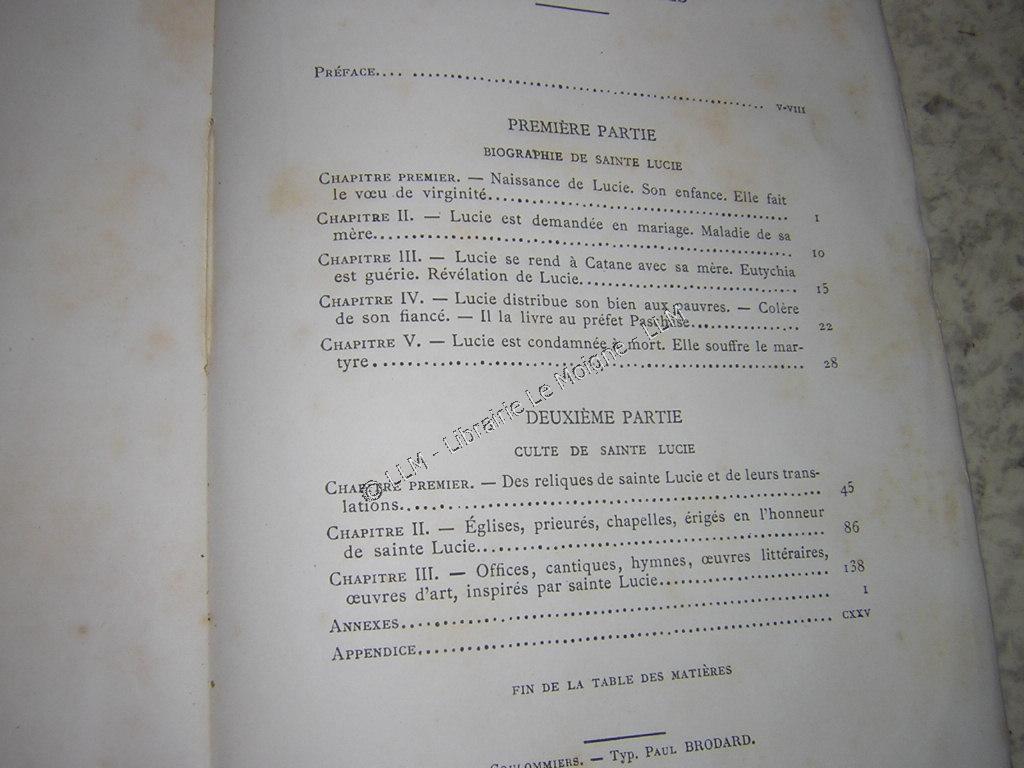 PRÉFACE.... V-VIII
PREMIÈRE PARTIE
BIOGRAPHIE DE SAINTE LUCIE
CHAPITRE PREMIER. — Naissance de Lucie. Son enfance. Elle fait
le vœu de virginité. 1
CHAPITRE II. — Lucie est demandée en mariage. Maladie de sa
mère. 10
CHAPITRE III. — Lucie se rend à Catane avec sa mère. Eutychia
est guérie. Révélation de Lucie. 15
CHAPITRE IV. — Lucie distribue son bien aux pauvres. — Colère
de son fiancé. — Il la livre au préfet Paschase. 22
CHAPITRE V. — Lucie est condamnée à mort. Elle souffre le mar-
tyre 28
DEUXIÈME PARTIE
CULTE DE SAINTE LUCIE
CHAPITRE PREMIER. — Des reliques de sainte Lucie et de leurs trans-
lations. 45
CHAPITRE II. — Églises, prieurés, chapelles, érigés en l'honneur
de sainte Lucie. 86
CHAPITRE III. — Offices, cantiques, hymnes, œuvres littéraires,
œuvres d'art, inspirés par sainte Lucie. 138
ANNEXES. I
APPENDICE. CXXV
FIN DE LA TABLE DES MATIÈRES
COULOMMIERS. — Typ. PAUL BRODARD.
© LLM - Librairie Le Moigne - LLM